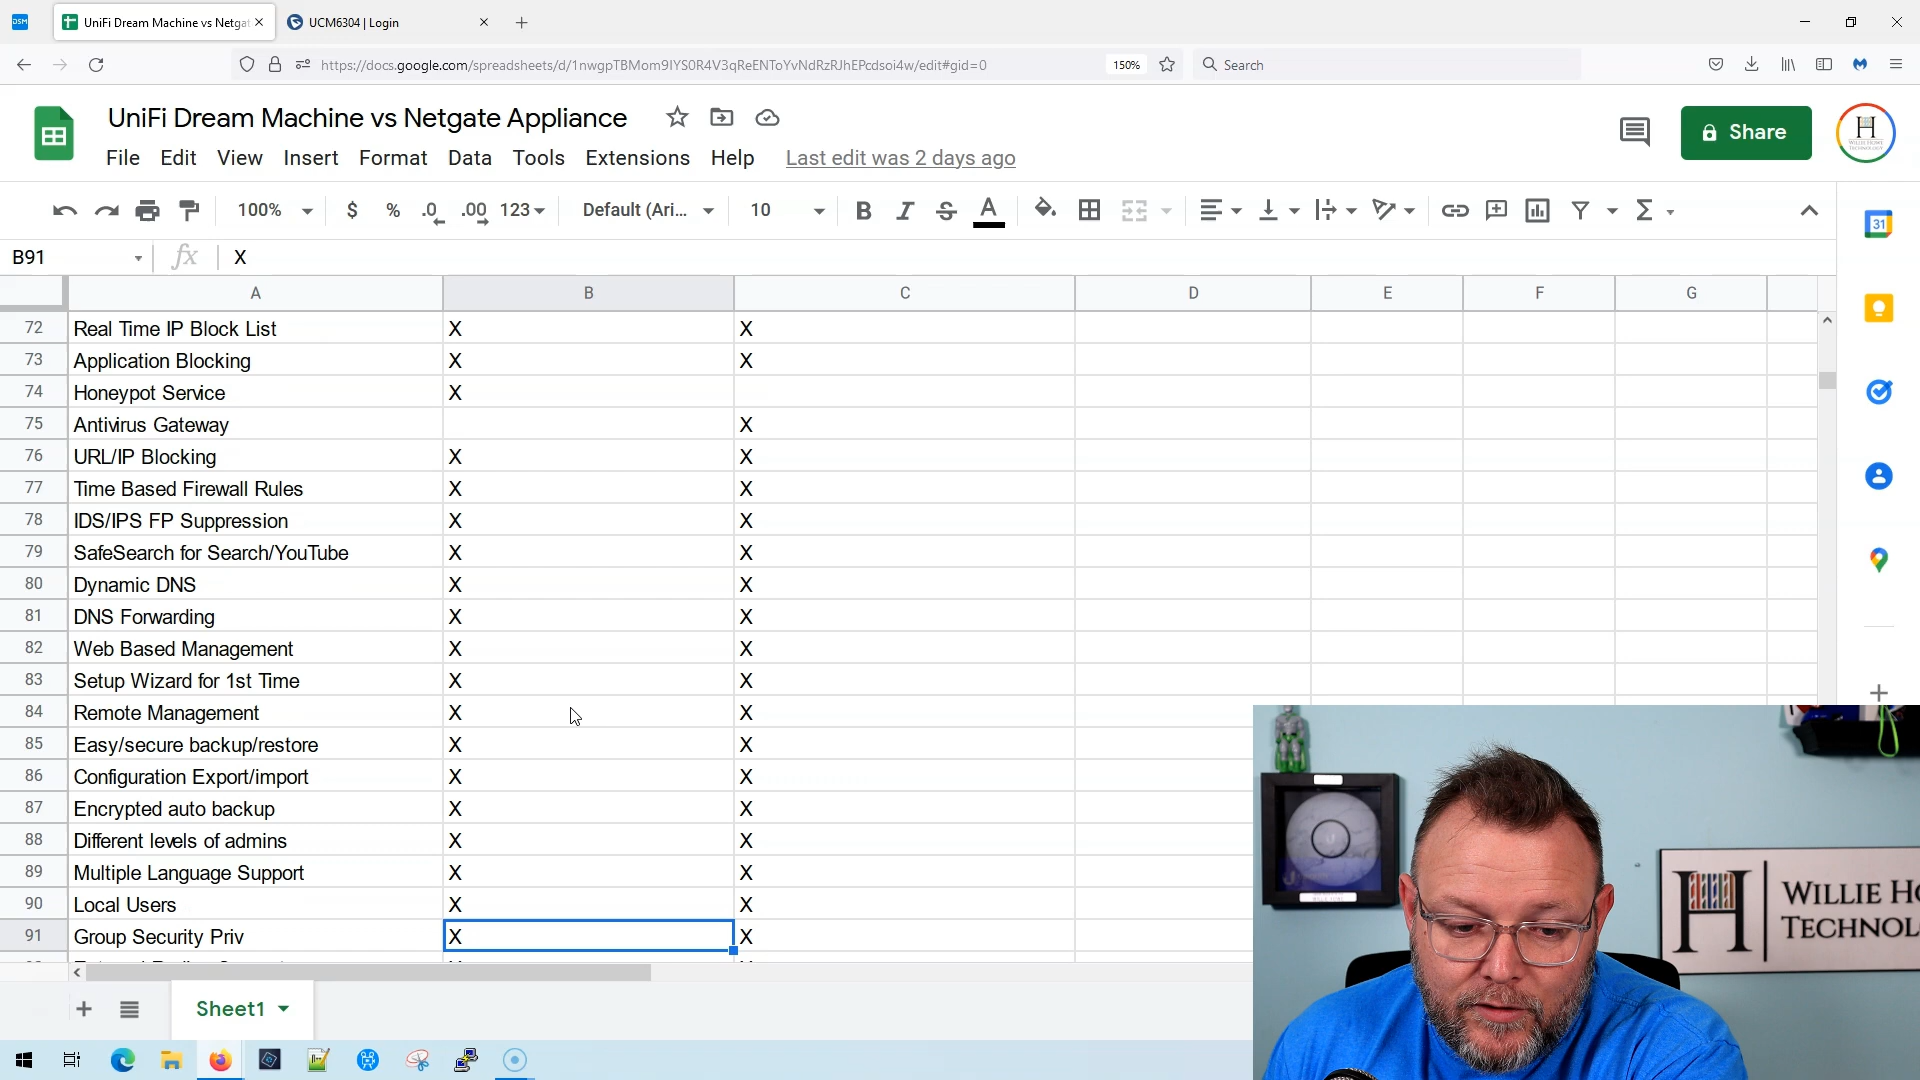 DSM
UniFi Dream Machine vs Netgat
UCM6304 | Login
https://docs.google.com/spreadsheets/d/1nwgpTBMom9IYS0R4V3qReENToYvNdRzRJhEPcdsoi4w/edit#gid=0
150%
Search
UniFi Dream Machine vs Netgate Appliance
File Edit View Insert Format Data Tools Extensions Help Last edit was 2 days ago
Share
100% $ % .0 .00 123 Default (Ari... 10 B I S A
31
B91 fx X
A B C D E F G
72 Real Time IP Block List X X
73 Application Blocking X X
74 Honeypot Service X
75 Antivirus Gateway X
76 URL/IP Blocking X X
77 Time Based Firewall Rules X X
78 IDS/IPS FP Suppression X X
79 SafeSearch for Search/YouTube X X
80 Dynamic DNS X X
81 DNS Forwarding X X
82 Web Based Management X X
83 Setup Wizard for 1st Time X X
84 Remote Management X X
85 Easy/secure backup/restore X X
86 Configuration Export/import X X
87 Encrypted auto backup X X
88 Different levels of admins X X
89 Multiple Language Support X X
90 Local Users X X
91 Group Security Priv X X
Sheet1
H WILLIE HO
TECHNOL